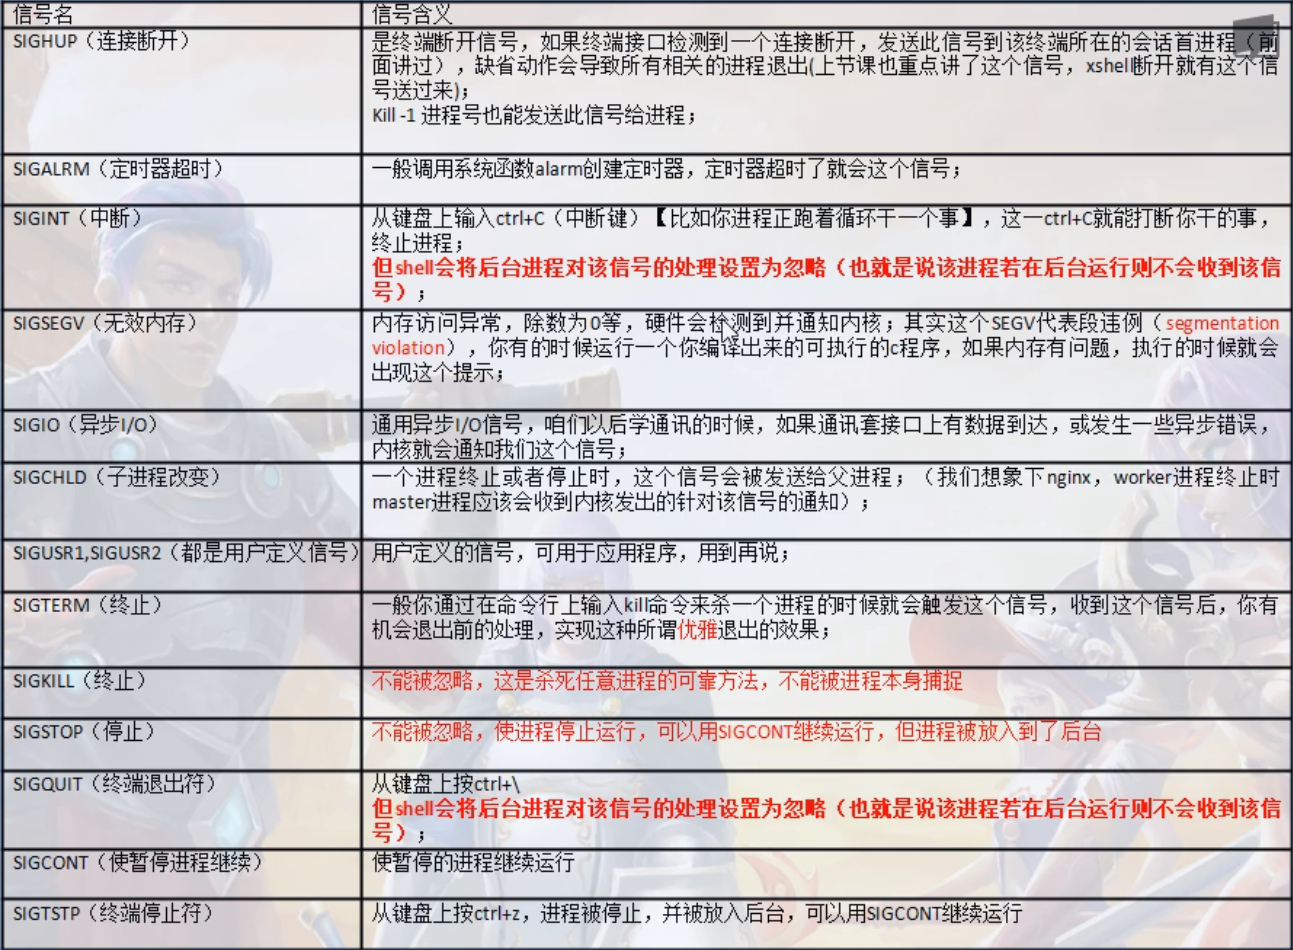 信号名
信号含义
SIGHUP（连接断开）
是终端断开信号，如果终端接口检测到一个连接断开，发送此信号到该终端所在的会话首进程（前
面讲过），缺省动作会导致所有相关的进程退出(上节课也重点讲了这个信号，xshell断开就有这个信
号送过来)；
Kill -1 进程号也能发送此信号给进程；
SIGALRM（定时器超时）
一般调用系统函数alarm创建定时器，定时器超时了就会这个信号；
SIGINT（中断）
从键盘上输入ctrl+C（中断键）【比如你进程正跑着循环干一个事】，这一ctrl+C就能打断你干的事，
终止进程；
但shell会将后台进程对该信号的处理设置为忽略（也就是说该进程若在后台运行则不会收到该信
号）；
SIGSEGV（无效内存）
内存访问异常，除数为0等，硬件会检测到并通知内核；其实这个SEGV代表段违例（segmentation
violation），你有的时候运行一个你编译出来的可执行的c程序，如果内存有问题，执行的时候就会
出现这个提示；
SIGIO（异步I/O）
通用异步I/O信号，咱们以后学通讯的时候，如果通讯套接口上有数据到达，或发生一些异步错误，
内核就会通知我们这个信号；
SIGCHLD（子进程改变）
一个进程终止或者停止时，这个信号会被发送给父进程；（我们想象下nginx，worker进程终止时
master进程应该会收到内核发出的针对该信号的通知）；
SIGUSR1,SIGUSR2（都是用户定义信号）
用户定义的信号，可用于应用程序，用到再说；
SIGTERM（终止）
一般你通过在命令行上输入kill命令来杀一个进程的时候就会触发这个信号，收到这个信号后，你有
机会退出前的处理，实现这种所谓优雅退出的效果；
SIGKILL（终止）
不能被忽略，这是杀死任意进程的可靠方法，不能被进程本身捕捉
SIGSTOP（停止）
不能被忽略，使进程停止运行，可以用SIGCONT继续运行，但进程被放入到了后台
SIGQUIT（终端退出符）
从键盘上按ctrl+\
但shell会将后台进程对该信号的处理设置为忽略（也就是说该进程若在后台运行则不会收到该信
号）；
SIGCONT（使暂停进程继续）
使暂停的进程继续运行
SIGTSTP（终端停止符）
从键盘上按ctrl+z，进程被停止，并被放入后台，可以用SIGCONT继续运行